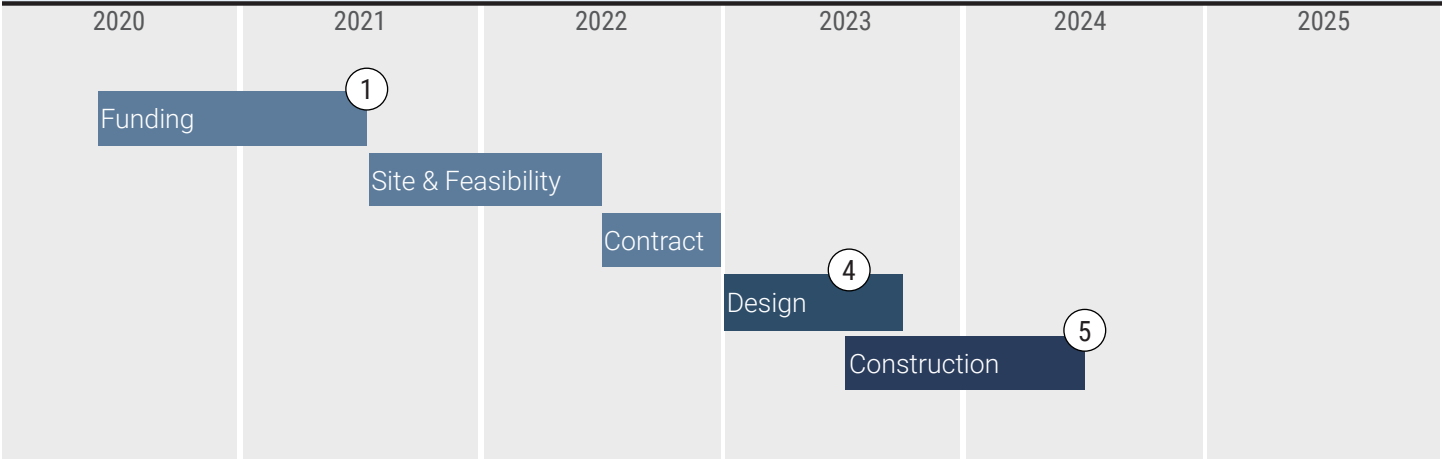 2020 2021 2022 2023 2024 2025
1
Funding
Site & Feasibility
Contract
4
Design
5
Construction